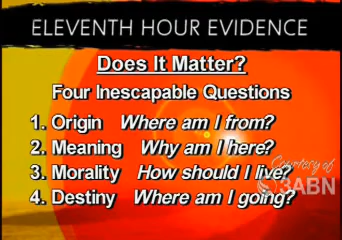 ELEVENTH HOUR EVIDENCE
Does It Matter?
Four Inescapable Questions
1. Origin Where am I from?
2. Meaning Why am I here?
3. Morality How should I live?
4. Destiny Where am I going?
Courtesy of
3ABN